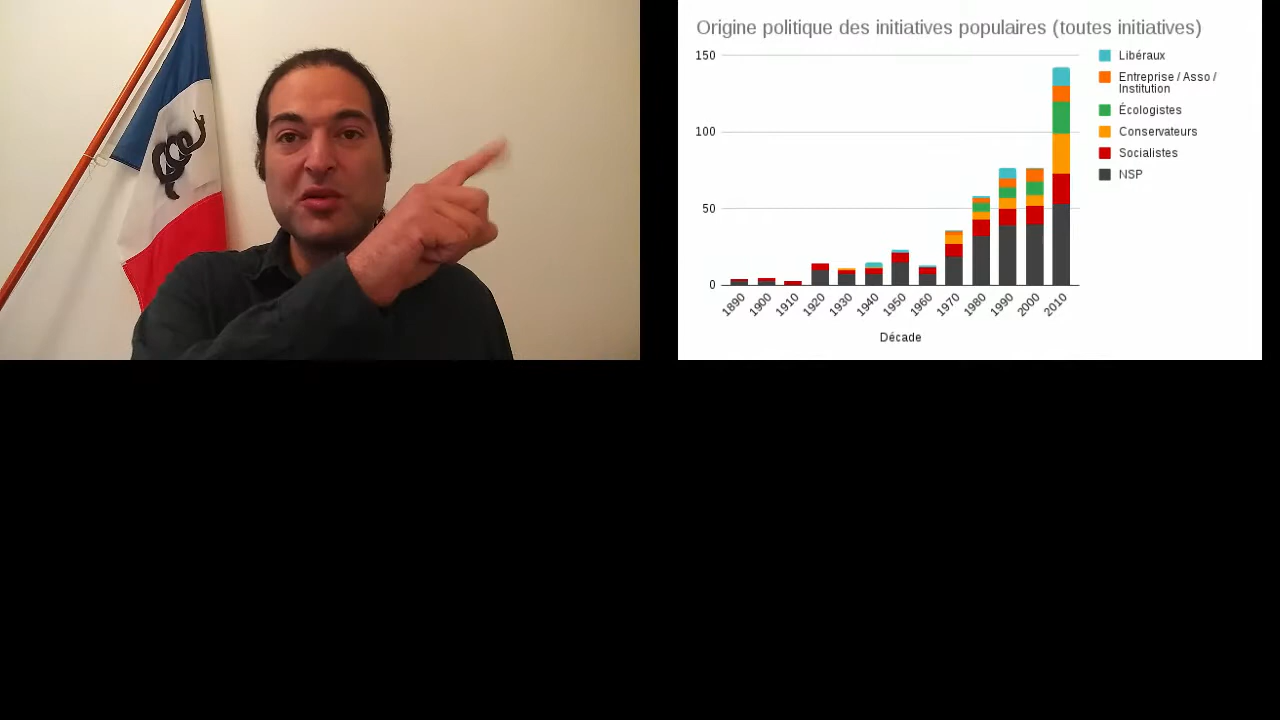 Origine politique des initiatives populaires (toutes initiatives)
150
100
50
0
1890
1900
1910
1920
1930
1940
1950
1960
1970
1980
1990
2000
2010
Décade
Libéraux
Entreprise / Asso /
Institution
Écologistes
Conservateurs
Socialistes
NSP